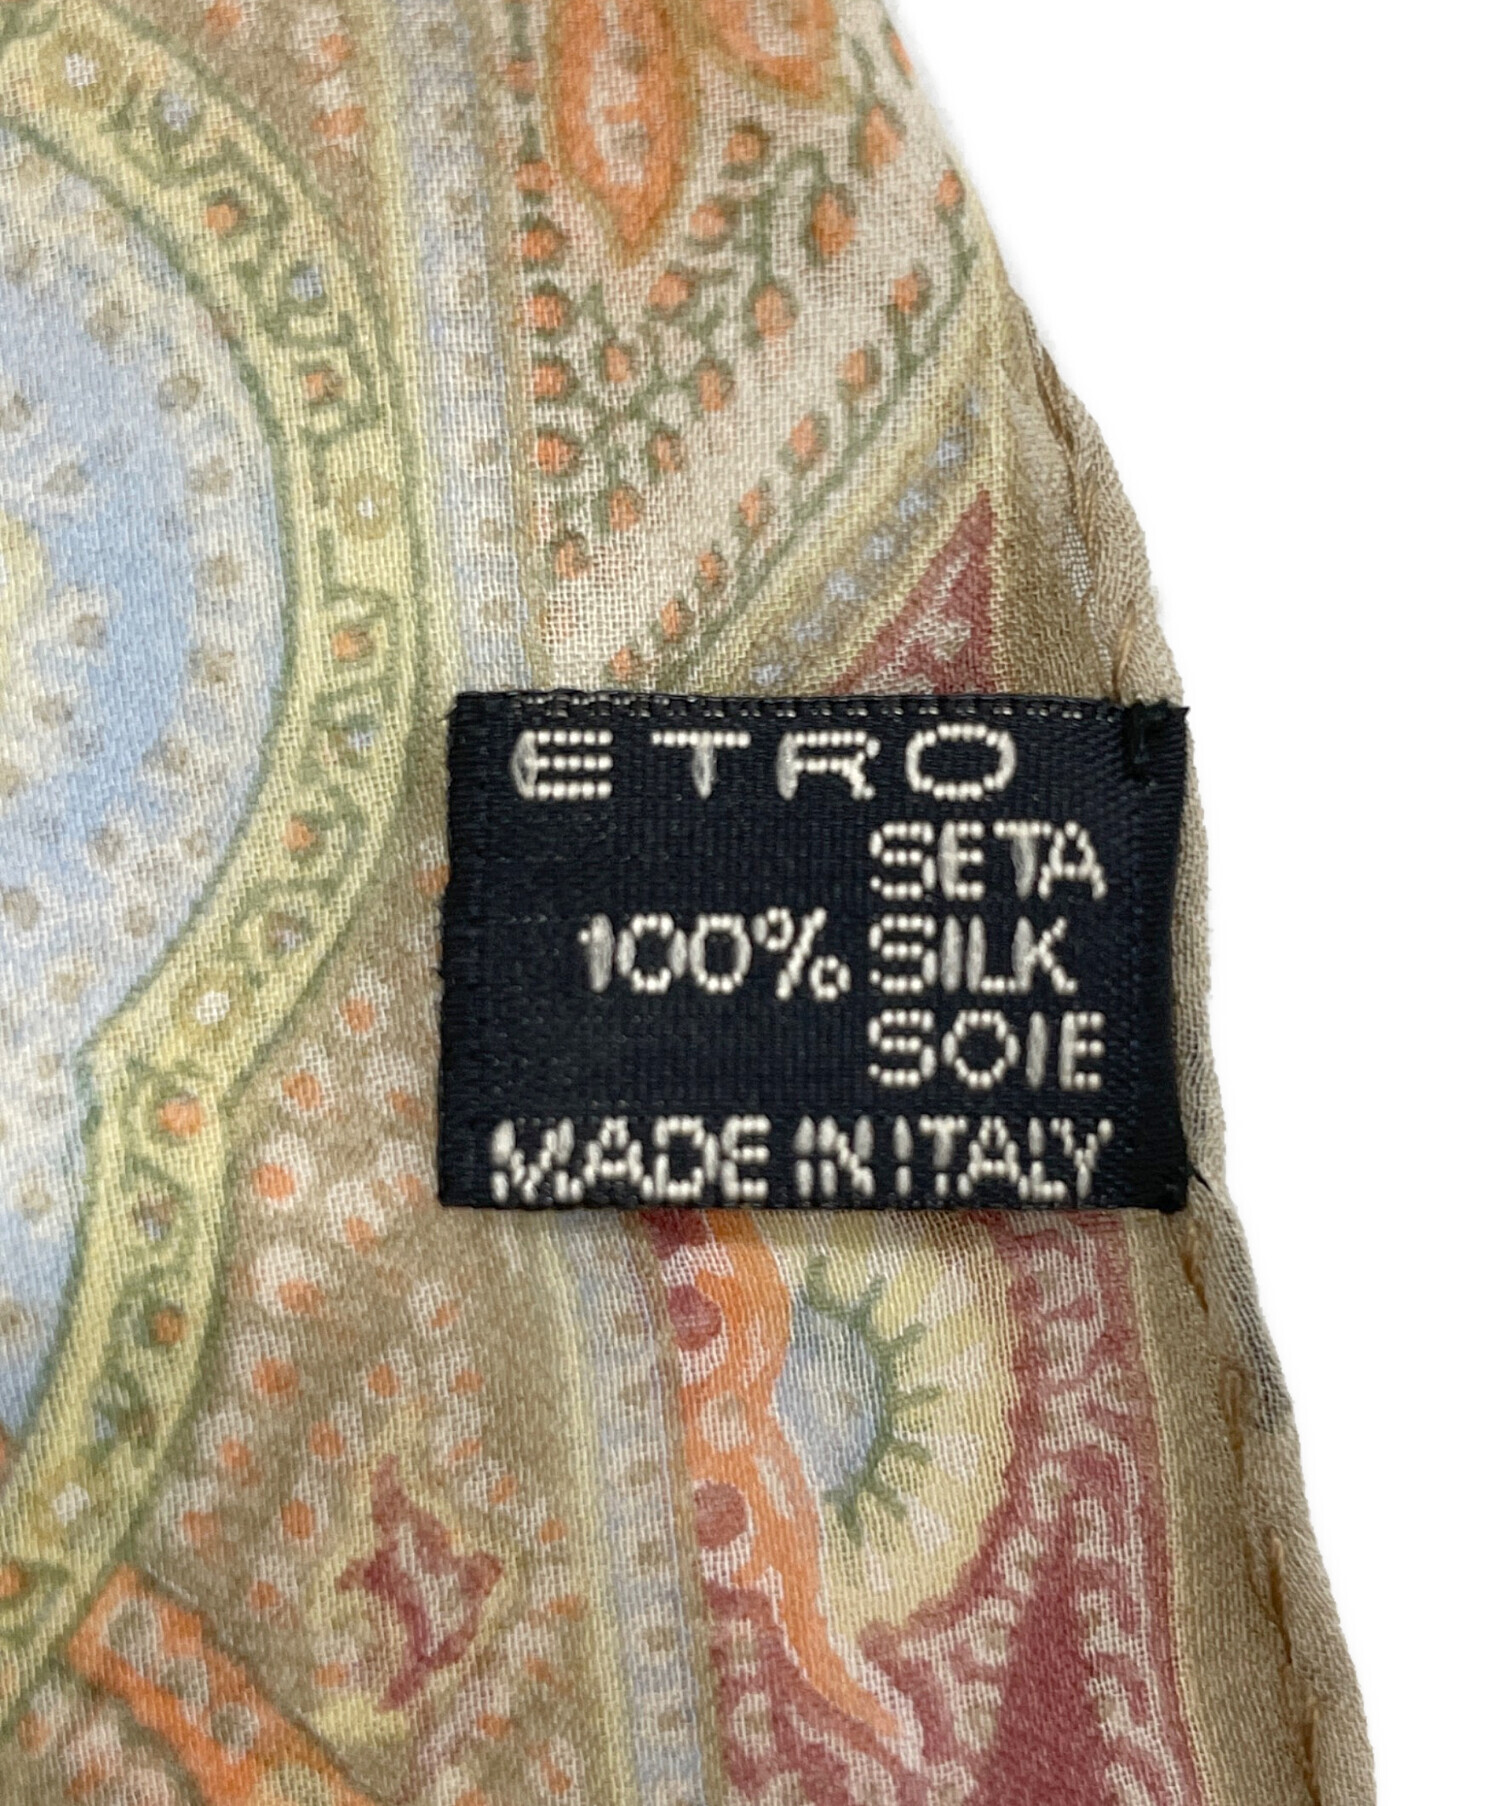 ETRO
SETA
100% SILK
SOIE
MADE IN ITALY